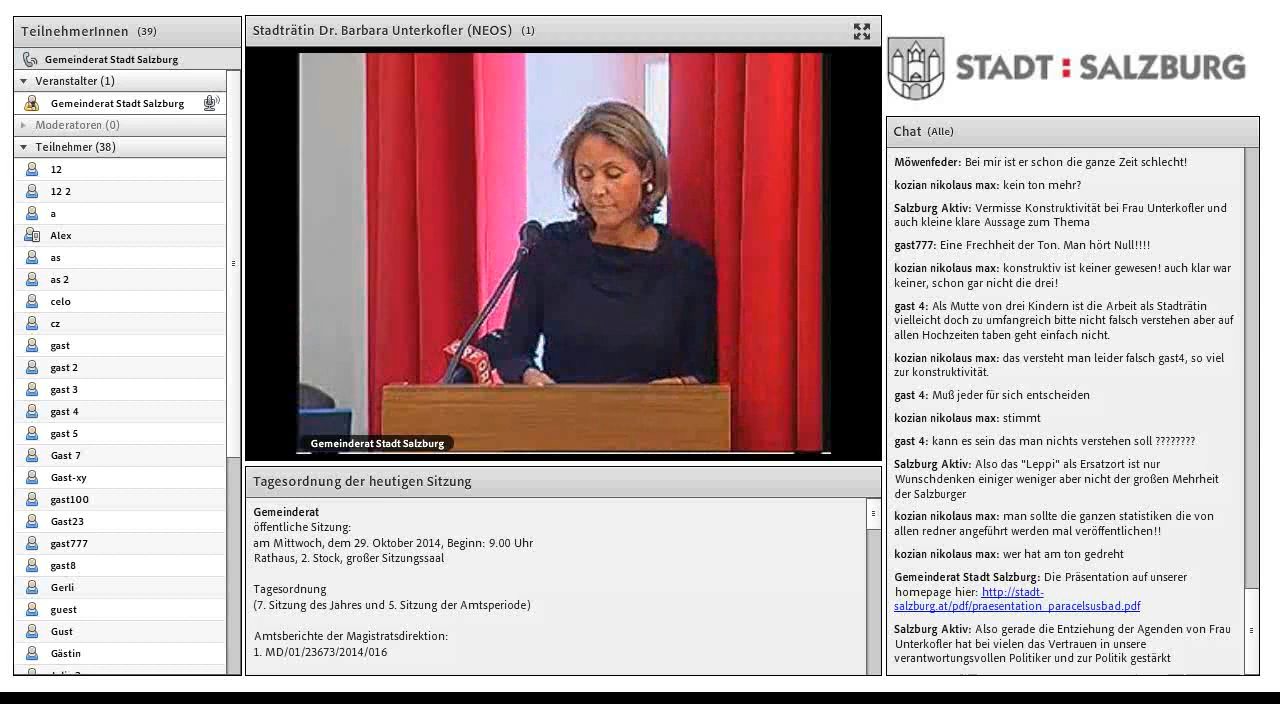 TeilnehmerInnen (39)
Gemeinderat Stadt Salzburg
Veranstalter (1)
Gemeinderat Stadt Salzburg
Moderatoren (0)
Teilnehmer (38)
12
12 2
a
Alex
as
as 2
celo
cz
gast
gast 2
gast 3
gast 4
gast 5
Gast 7
Gast-xy
gast100
Gast23
gast777
gast8
Gerli
guest
Gust
Gästin
Stadträtin Dr. Barbara Unterkofler (NEOS) (1)
ORF
Gemeinderat Stadt Salzburg
Tagesordnung der heutigen Sitzung
Gemeinderat
öffentliche Sitzung:
am Mittwoch, dem 29. Oktober 2014, Beginn: 9.00 Uhr
Rathaus, 2. Stock, großer Sitzungssaal
Tagesordnung
(7. Sitzung des Jahres und 5. Sitzung der Amtsperiode)
Amtsberichte der Magistratsdirektion:
1. MD/01/23673/2014/016
STADT : SALZBURG
Chat (Alle)
Möwenfeder: Bei mir ist er schon die ganze Zeit schlecht!
kozian nikolaus max: kein ton mehr?
Salzburg Aktiv: Vermisse Konstruktivität bei Frau Unterkofler und
auch kleine klare Aussage zum Thema
gast777: Eine Frechheit der Ton. Man hört Null!!!!
kozian nikolaus max: konstruktiv ist keiner gewesen! auch klar war
keiner, schon gar nicht die drei!
gast 4: Als Mutte von drei Kindern ist die Arbeit als Stadträtin
vielleicht doch zu umfangreich bitte nicht falsch verstehen aber auf
allen Hochzeiten taben geht einfach nicht.
kozian nikolaus max: das versteht man leider falsch gast4, so viel
zur konstruktivität.
gast 4: Muß jeder für sich entscheiden
kozian nikolaus max: stimmt
gast 4: kann es sein das man nichts verstehen soll ????????
Salzburg Aktiv: Also das "Leppi" als Ersatzort ist nur
Wunschdenken einiger weniger aber nicht der großen Mehrheit
der Salzburger
kozian nikolaus max: man sollte die ganzen statistiken die von
allen redner angeführt werden mal veröffentlichen!!
kozian nikolaus max: wer hat am ton gedreht
Gemeinderat Stadt Salzburg: Die Präsentation auf unserer
homepage hier: http://stadt-
salzburg.at/pdf/praesentation_paracelsusbad.pdf
Salzburg Aktiv: Also gerade die Entziehung der Agenden von Frau
Unterkofler hat bei vielen das Vertrauen in unsere
verantwortungsvollen Politiker und zur Politik gestärkt